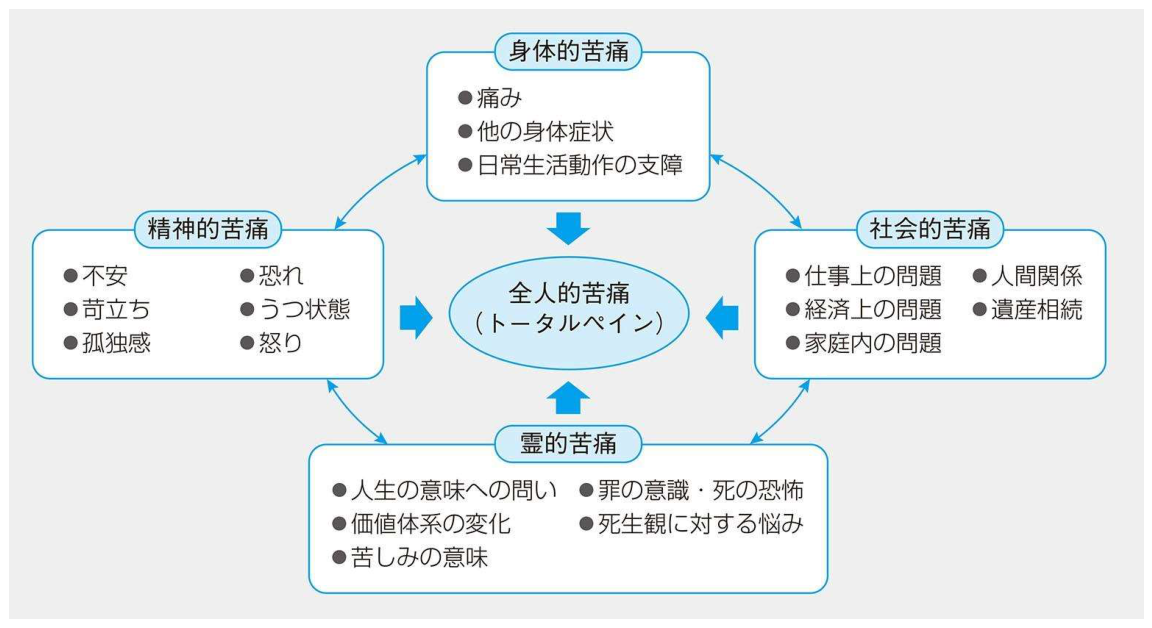 身体的苦痛
●痛み
●他の身体症状
●日常生活動作の支障
精神的苦痛
●不安
●苛立ち
●孤独感
●恐れ
●うつ状態
●怒り
全人的苦痛
（トータルペイン）
社会的苦痛
●仕事上の問題
●経済上の問題
●家庭内の問題
●人間関係
●遺産相続
霊的苦痛
●人生の意味への問い
●価値体系の変化
●苦しみの意味
●罪の意識・死の恐怖
●死生観に対する悩み